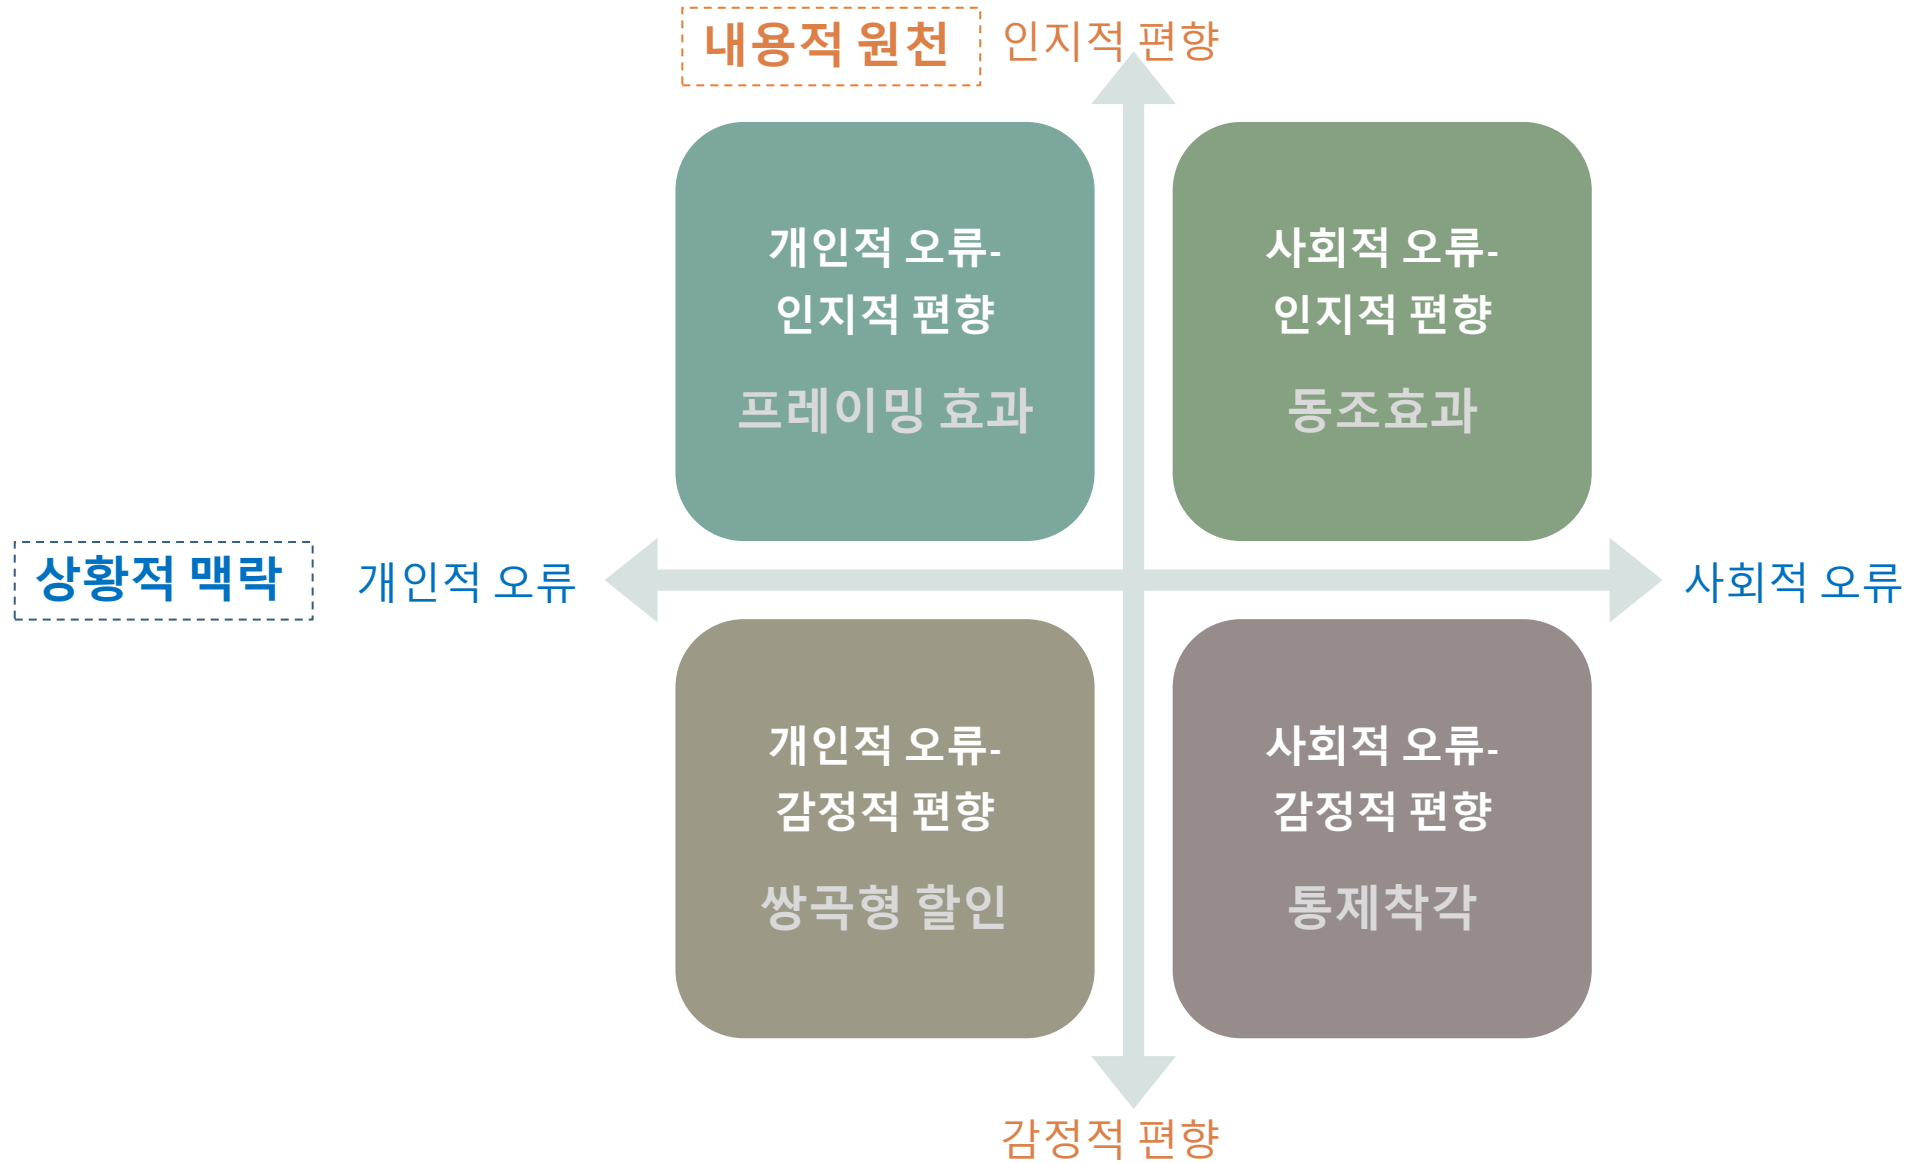 내용적 원천
인지적 편향
개인적 오류-
인지적 편향
프레이밍 효과
사회적 오류-
인지적 편향
동조효과
상황적 맥락
개인적 오류
사회적 오류
개인적 오류-
감정적 편향
쌍곡형 할인
사회적 오류-
감정적 편향
통제착각
감정적 편향